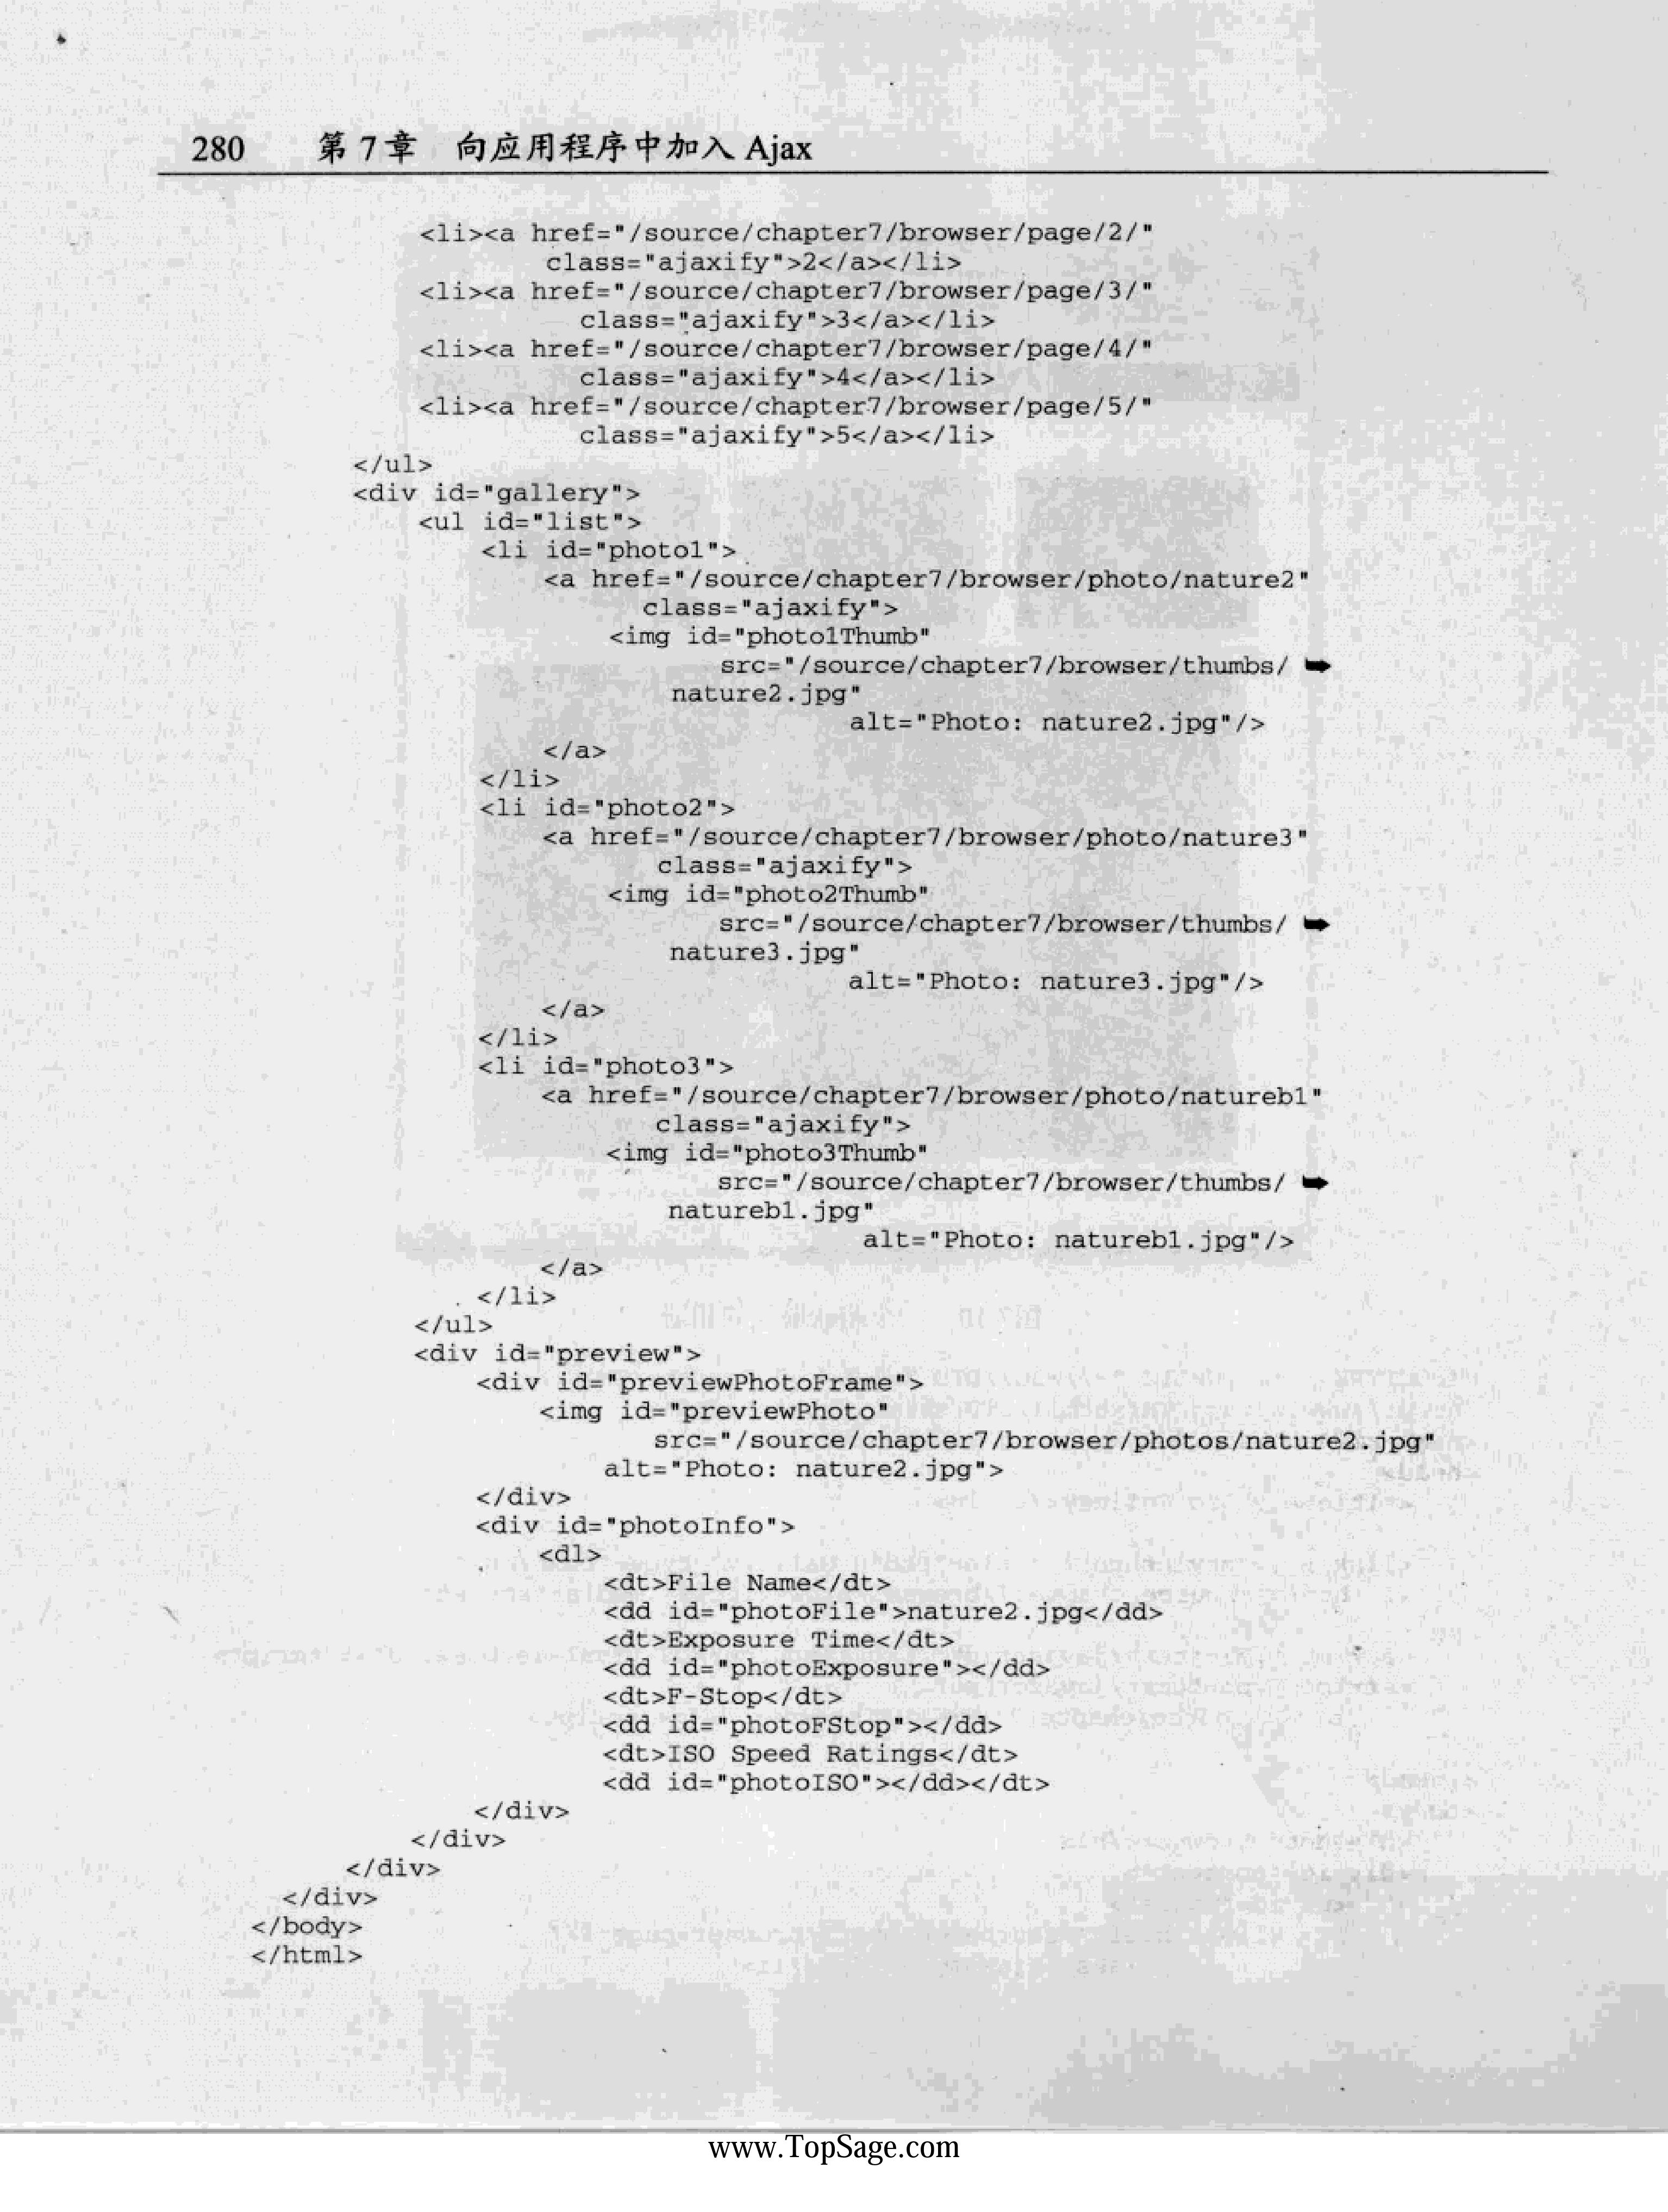 280 第 7 章 向应用程序中加入 Ajax
<li><a href="/source/chapter7/browser/page/2/"
class="ajaxify">2</a></li>
<li><a href="/source/chapter7/browser/page/3/"
class="ajaxify">3</a></li>
<li><a href="/source/chapter7/browser/page/4/"
class="ajaxify">4</a></li>
<li><a href="/source/chapter7/browser/page/5/"
class="ajaxify">5</a></li>
</ul>
<div id="gallery">
<ul id="list">
<li id="photo1">
<a href="/source/chapter7/browser/photo/nature2"
class="ajaxify">
<img id="photo1Thumb"
src="/source/chapter7/browser/thumbs/ ➥
nature2.jpg"
alt="Photo: nature2.jpg"/>
</a>
</li>
<li id="photo2">
<a href="/source/chapter7/browser/photo/nature3"
class="ajaxify">
<img id="photo2Thumb"
src="/source/chapter7/browser/thumbs/ ➥
nature3.jpg"
alt="Photo: nature3.jpg"/>
</a>
</li>
<li id="photo3">
<a href="/source/chapter7/browser/photo/natureb1"
class="ajaxify">
<img id="photo3Thumb"
src="/source/chapter7/browser/thumbs/ ➥
natureb1.jpg"
alt="Photo: natureb1.jpg"/>
</a>
</li>
</ul>
<div id="preview">
<div id="previewPhotoFrame">
<img id="previewPhoto"
src="/source/chapter7/browser/photos/nature2.jpg"
alt="Photo: nature2.jpg">
</div>
<div id="photoInfo">
<dl>
<dt>File Name</dt>
<dd id="photoFile">nature2.jpg</dd>
<dt>Exposure Time</dt>
<dd id="photoExposure"></dd>
<dt>F-Stop</dt>
<dd id="photoFStop"></dd>
<dt>ISO Speed Ratings</dt>
<dd id="photoISO"></dd></dt>
</div>
</div>
</div>
</div>
</body>
</html>
www.TopSage.com